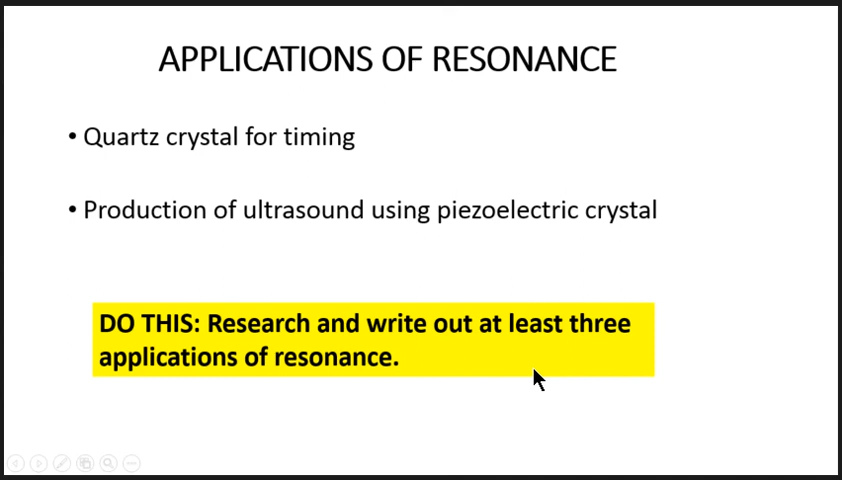 APPLICATIONS OF RESONANCE
• Quartz crystal for timing
• Production of ultrasound using piezoelectric crystal
DO THIS: Research and write out at least three
applications of resonance.